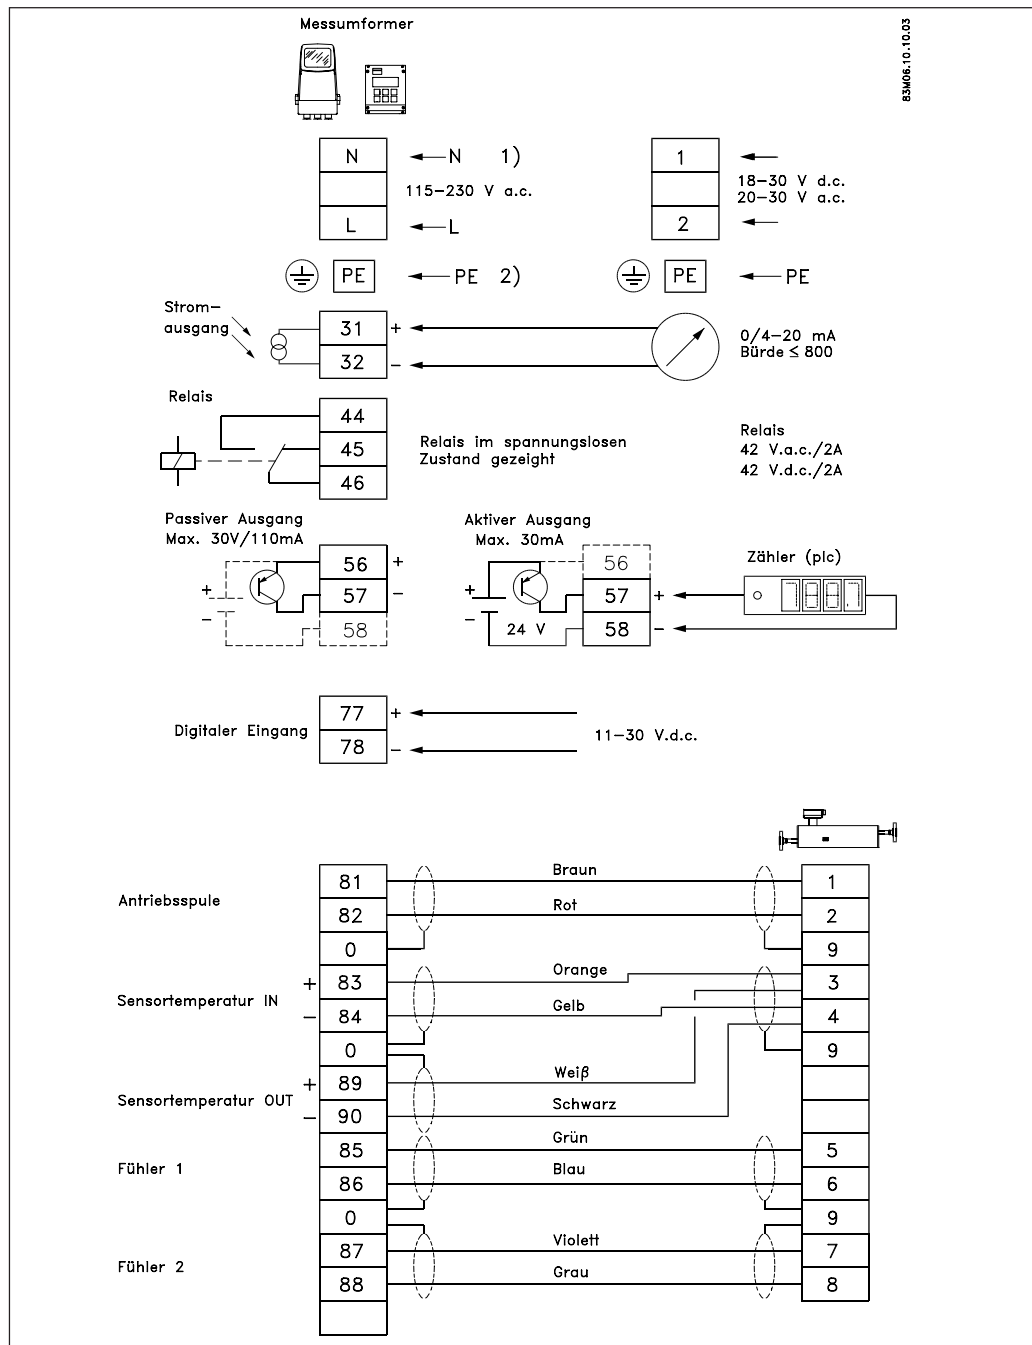 Messumformer
83M06.10.10.03
N
N 1)
115-230 V a.c.
L
L
1
18-30 V d.c.
20-30 V a.c.
2
PE
PE 2)
PE
PE
Strom-
ausgang
31
+
32
-
0/4-20 mA
Bürde ≤ 800
Relais
44
45
46
Relais im spannungslosen
Zustand gezeight
Relais
42 V.a.c./2A
42 V.d.c./2A
Passiver Ausgang
Max. 30V/110mA
+
-
56
+
57
-
58
Aktiver Ausgang
Max. 30mA
+
-
24 V
56
57
+
58
-
Zähler (plc)
Digitaler Eingang
77
+
78
-
11-30 V.d.c.
Antriebsspule
81
Braun
1
82
Rot
2
0
9
Sensortemperatur IN
+
83
Orange
3
-
84
Gelb
4
0
9
Sensortemperatur OUT
+
89
Weiß
-
90
Schwarz
Fühler 1
85
Grün
5
86
Blau
6
0
9
Fühler 2
87
Violett
7
88
Grau
8